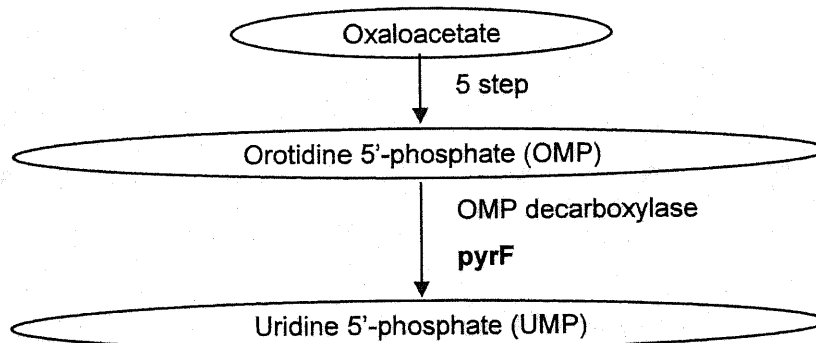 Oxaloacetate
5 step
Orotidine 5'-phosphate (OMP)
OMP decarboxylase
pyrF
Uridine 5'-phosphate (UMP)